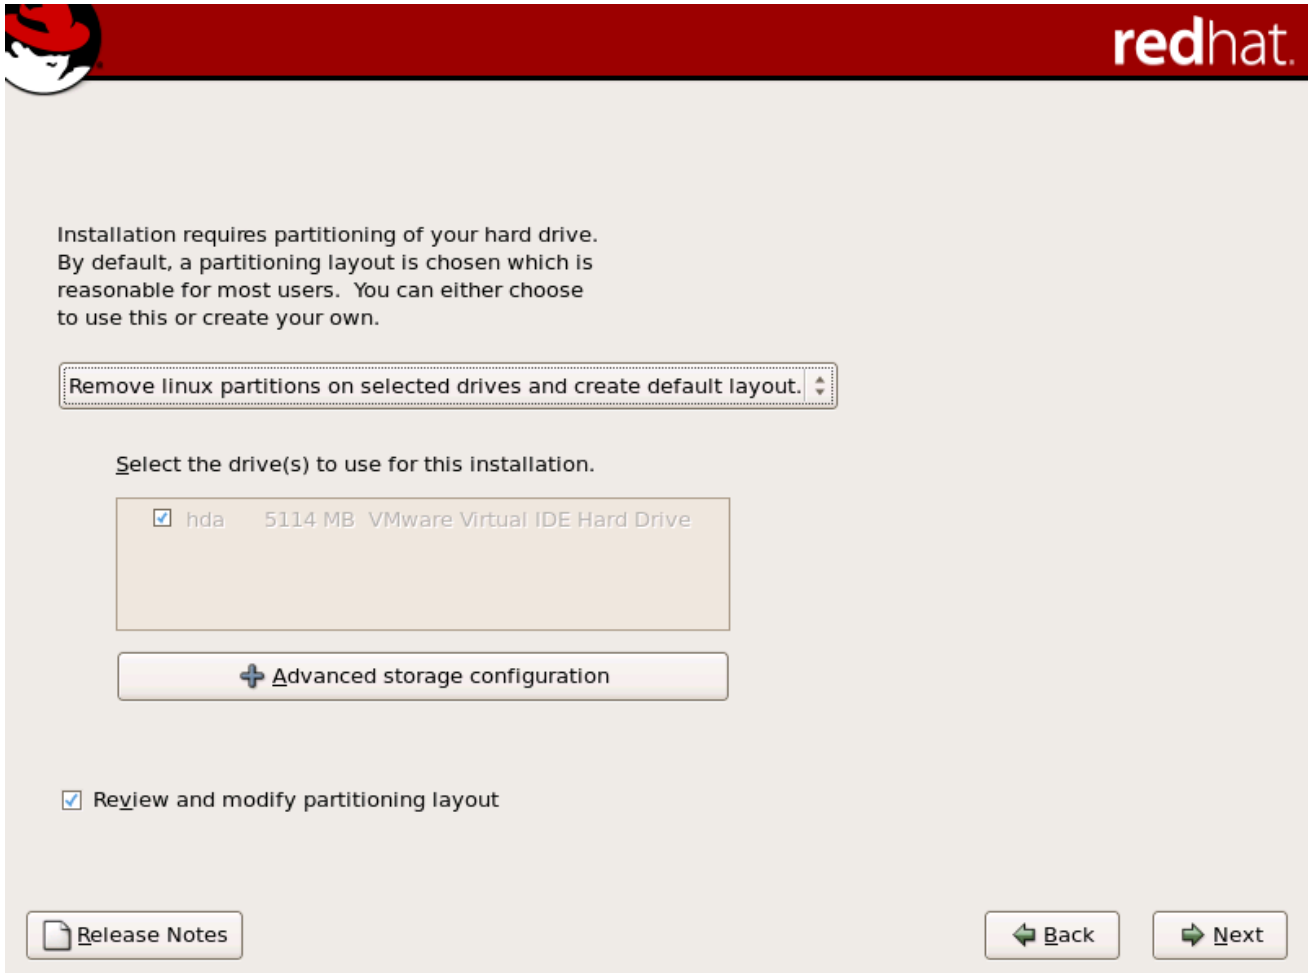 redhat.
Installation requires partitioning of your hard drive.
By default, a partitioning layout is chosen which is
reasonable for most users.  You can either choose
to use this or create your own.
Remove linux partitions on selected drives and create default layout.
Select the drive(s) to use for this installation.
hda 5114 MB VMware Virtual IDE Hard Drive
Advanced storage configuration
Review and modify partitioning layout
Release Notes
Back
Next